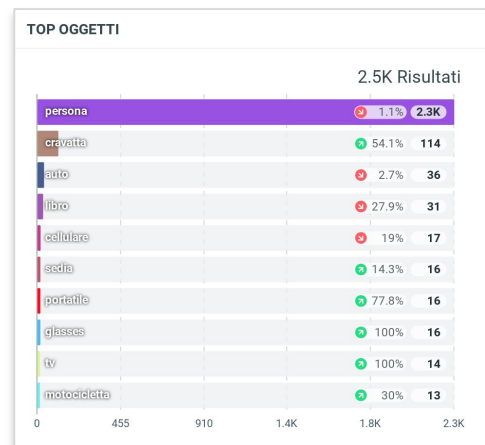 TOP OGGETTI
2.5K Risultati
persona 1.1% 2.3K
cravatta 54.1% 114
auto 2.7% 36
libro 27.9% 31
cellulare 19% 17
sedia 14.3% 16
portatile 77.8% 16
glasses 100% 16
tv 100% 14
motocicletta 30% 13
0 455 910 1.4K 1.8K 2.3K